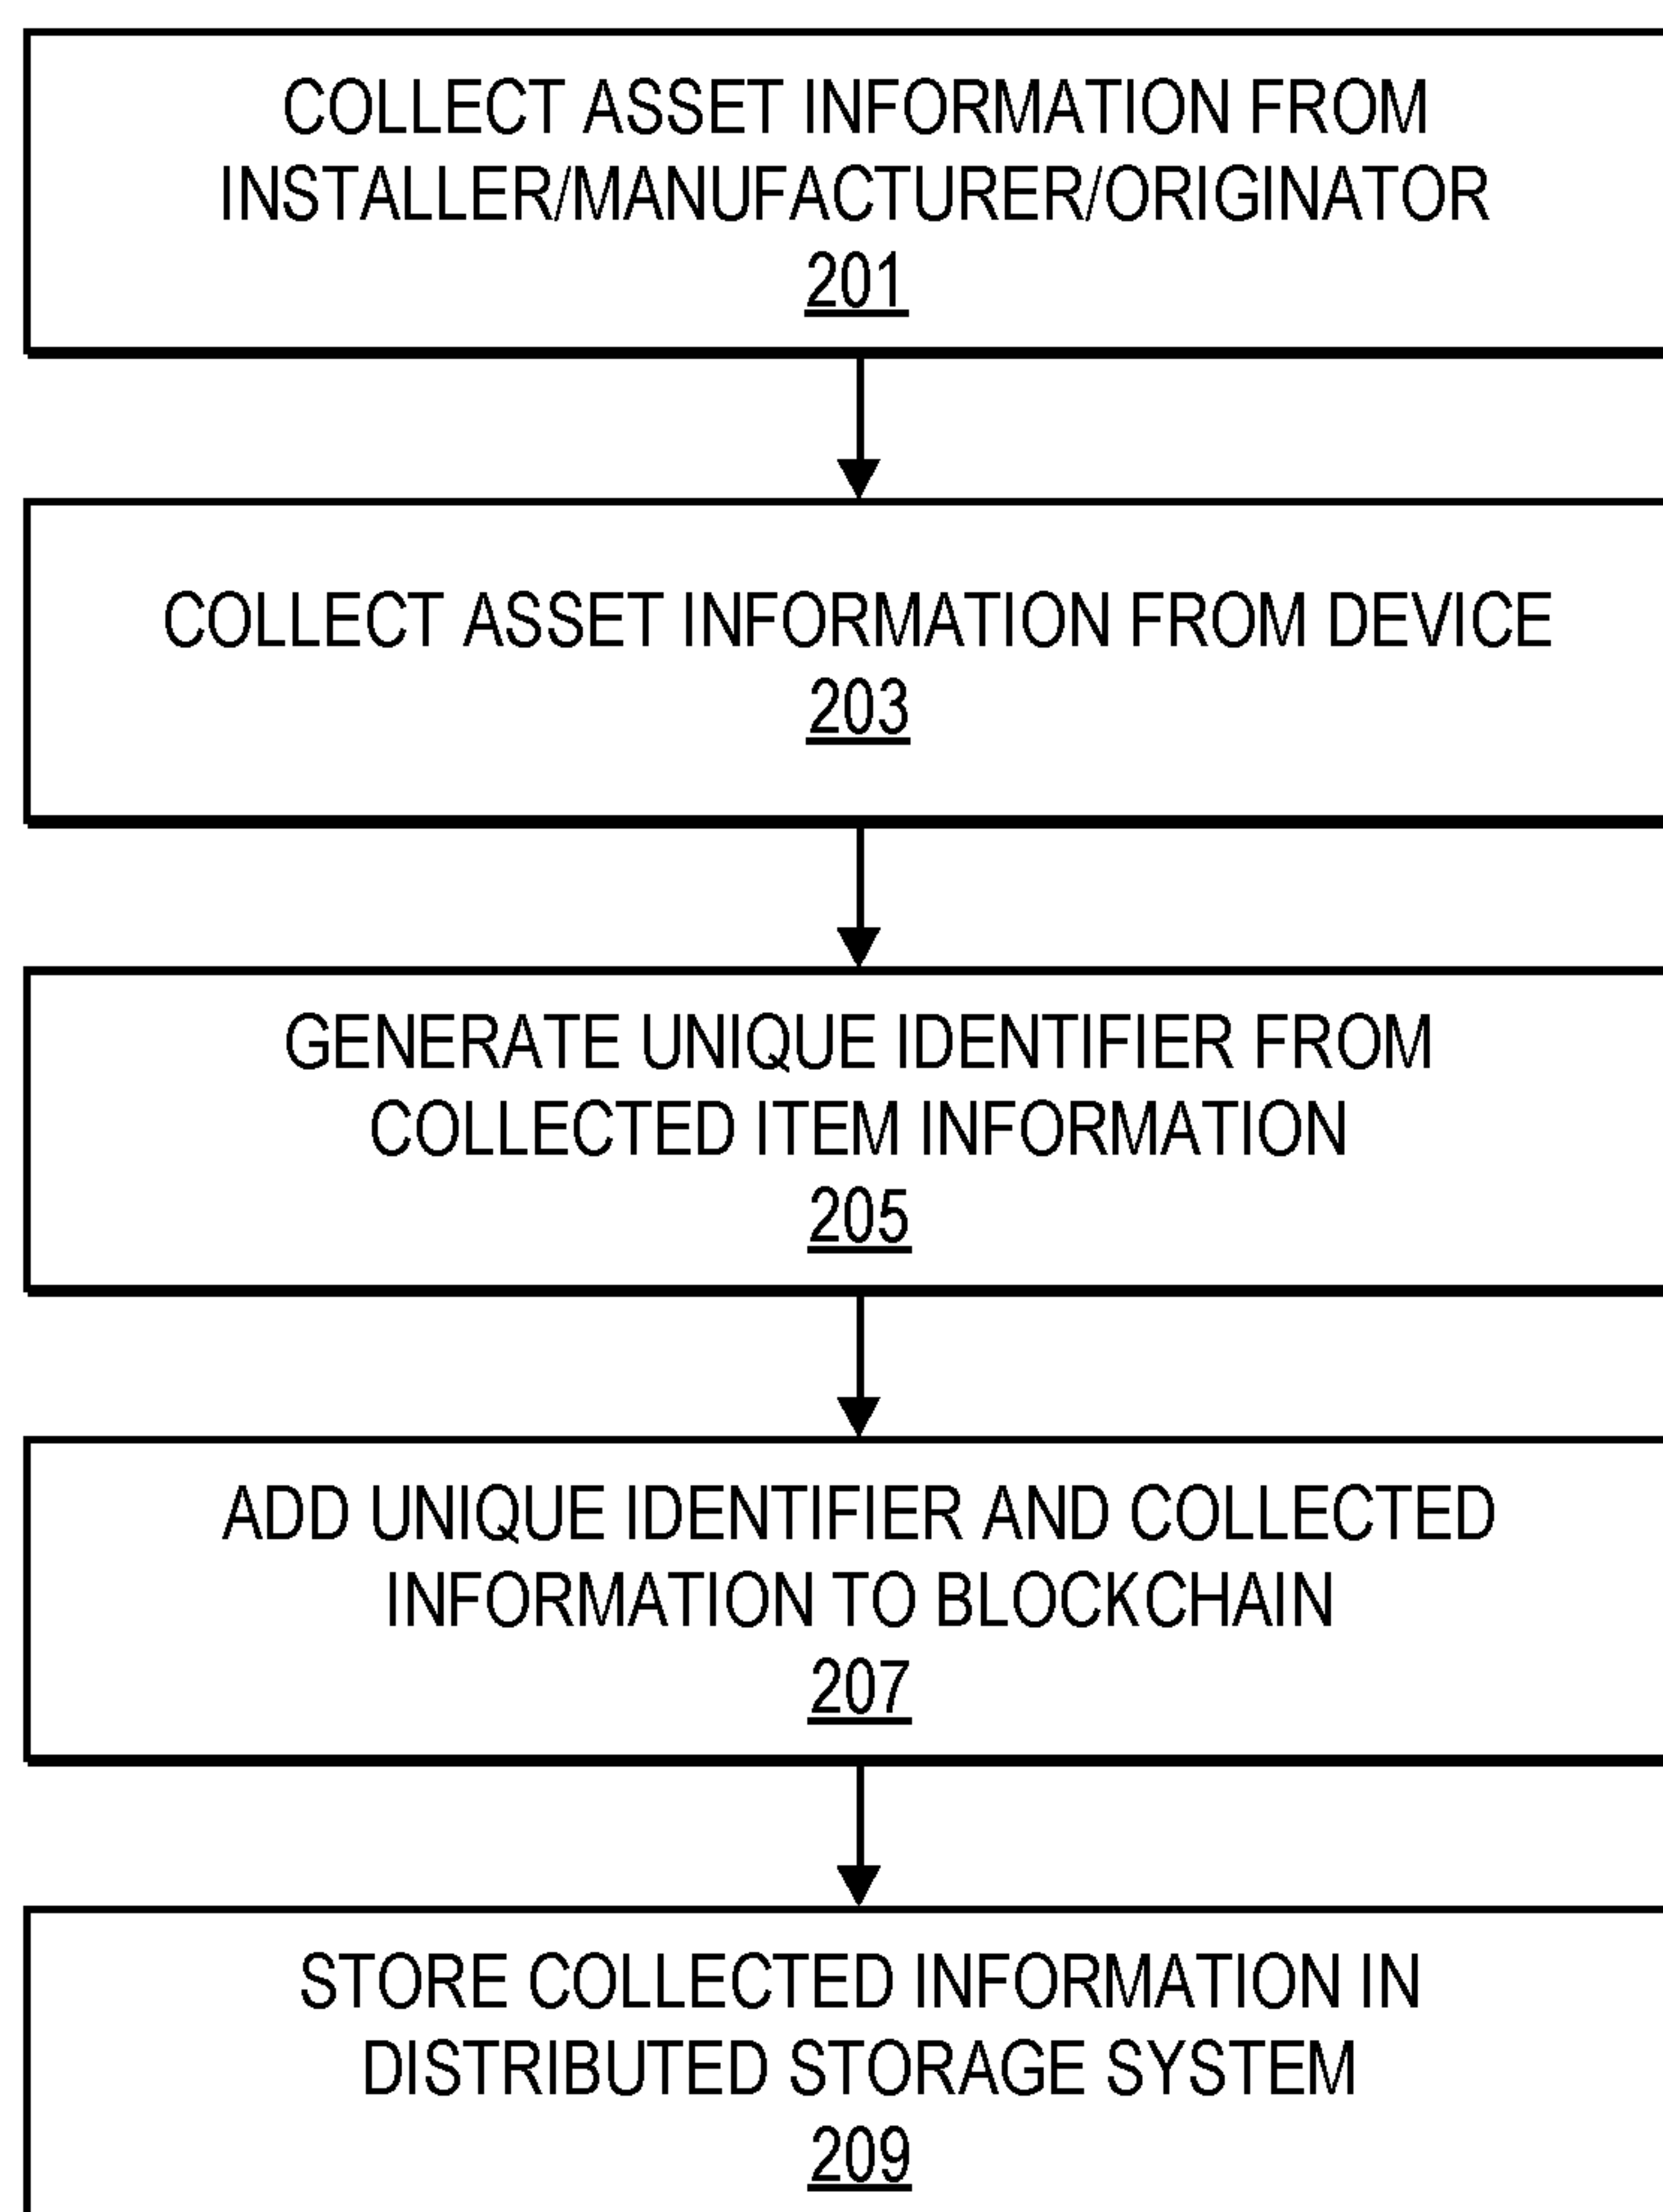 COLLECT ASSET INFORMATION FROM
INSTALLER/MANUFACTURER/ORIGINATOR
201
COLLECT ASSET INFORMATION FROM DEVICE
203
GENERATE UNIQUE IDENTIFIER FROM
COLLECTED ITEM INFORMATION
205
ADD UNIQUE IDENTIFIER AND COLLECTED
INFORMATION TO BLOCKCHAIN
207
STORE COLLECTED INFORMATION IN
DISTRIBUTED STORAGE SYSTEM
209